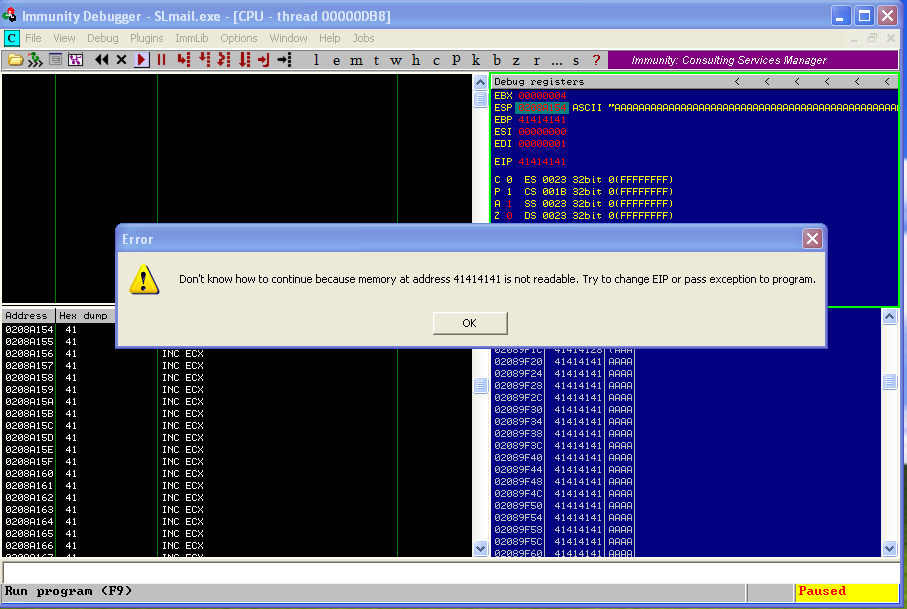 Immunity Debugger - SLmail.exe - [CPU - thread 00000DB8]
C File View Debug Plugins ImmLib Options Window Help Jobs
l e m t w h c P k b z r ... s ? Immunity: Consulting Services Manager
Debug registers < < < < < <
EBX 00000004
ESP ASCII "AAAAAAAAAAAAAAAAAAAAAAAAAAAAAAAAAAAAAAAAAAAAAAAA
EBP 41414141
ESI 00000000
EDI 00000001
EIP 41414141
C 0 ES 0023 32bit 0(FFFFFFFF)
P 1 CS 001B 32bit 0(FFFFFFFF)
A 1 SS 0023 32bit 0(FFFFFFFF)
Z 0 DS 0023 32bit 0(FFFFFFFF)
Error
Don't know how to continue because memory at address 41414141 is not readable. Try to change EIP or pass exception to program.
OK
Address Hex dump
0208A154 41
0208A155 41
0208A156 41 INC ECX
0208A157 41 INC ECX
0208A158 41 INC ECX
0208A159 41 INC ECX
0208A15A 41 INC ECX
0208A15B 41 INC ECX
0208A15C 41 INC ECX
0208A15D 41 INC ECX
0208A15E 41 INC ECX
0208A15F 41 INC ECX
0208A160 41 INC ECX
0208A161 41 INC ECX
0208A162 41 INC ECX
0208A163 41 INC ECX
0208A164 41 INC ECX
0208A165 41 INC ECX
0208A166 41 INC ECX
0208A167 41 INC ECX
02089F1C 41414128 (AAA
02089F20 41414141 AAAA
02089F24 41414141 AAAA
02089F28 41414141 AAAA
02089F2C 41414141 AAAA
02089F30 41414141 AAAA
02089F34 41414141 AAAA
02089F38 41414141 AAAA
02089F3C 41414141 AAAA
02089F40 41414141 AAAA
02089F44 41414141 AAAA
02089F48 41414141 AAAA
02089F4C 41414141 AAAA
02089F50 41414141 AAAA
02089F54 41414141 AAAA
02089F58 41414141 AAAA
02089F5C 41414141 AAAA
02089F60 41414141 AAAA
Run program (F9)
Paused